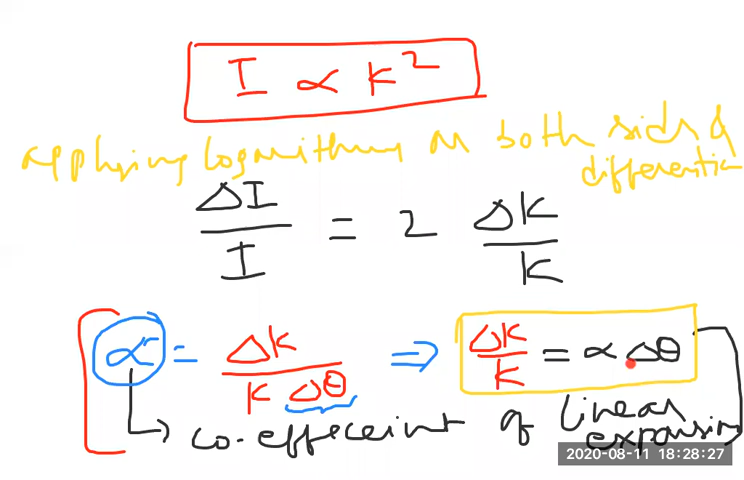 I ∝ K²
applying logarithm on both sides &
differentiation
ΔI/I = 2 ΔK/K
α = ΔK/(K Δθ) ⇒ ΔK/K = ∝ Δθ
↳ co-effeceint of linear
expansion
2020-08-11 18:28:27